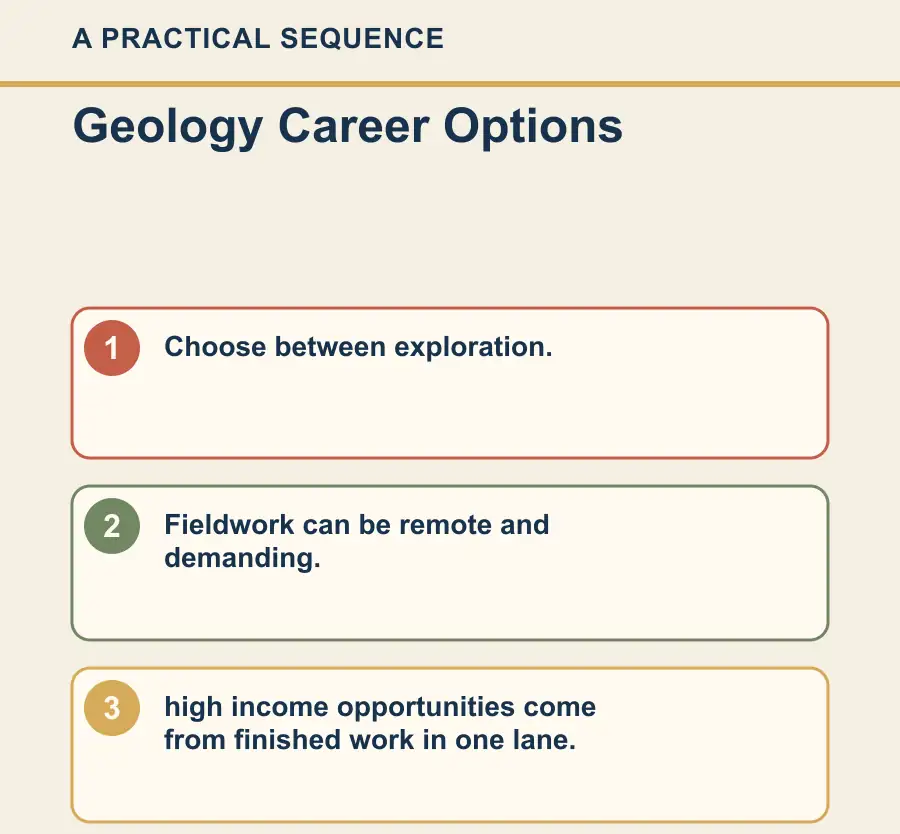 A PRACTICAL SEQUENCE
Geology Career Options
1
Choose between exploration.
2
Fieldwork can be remote and
demanding.
3
high income opportunities come
from finished work in one lane.